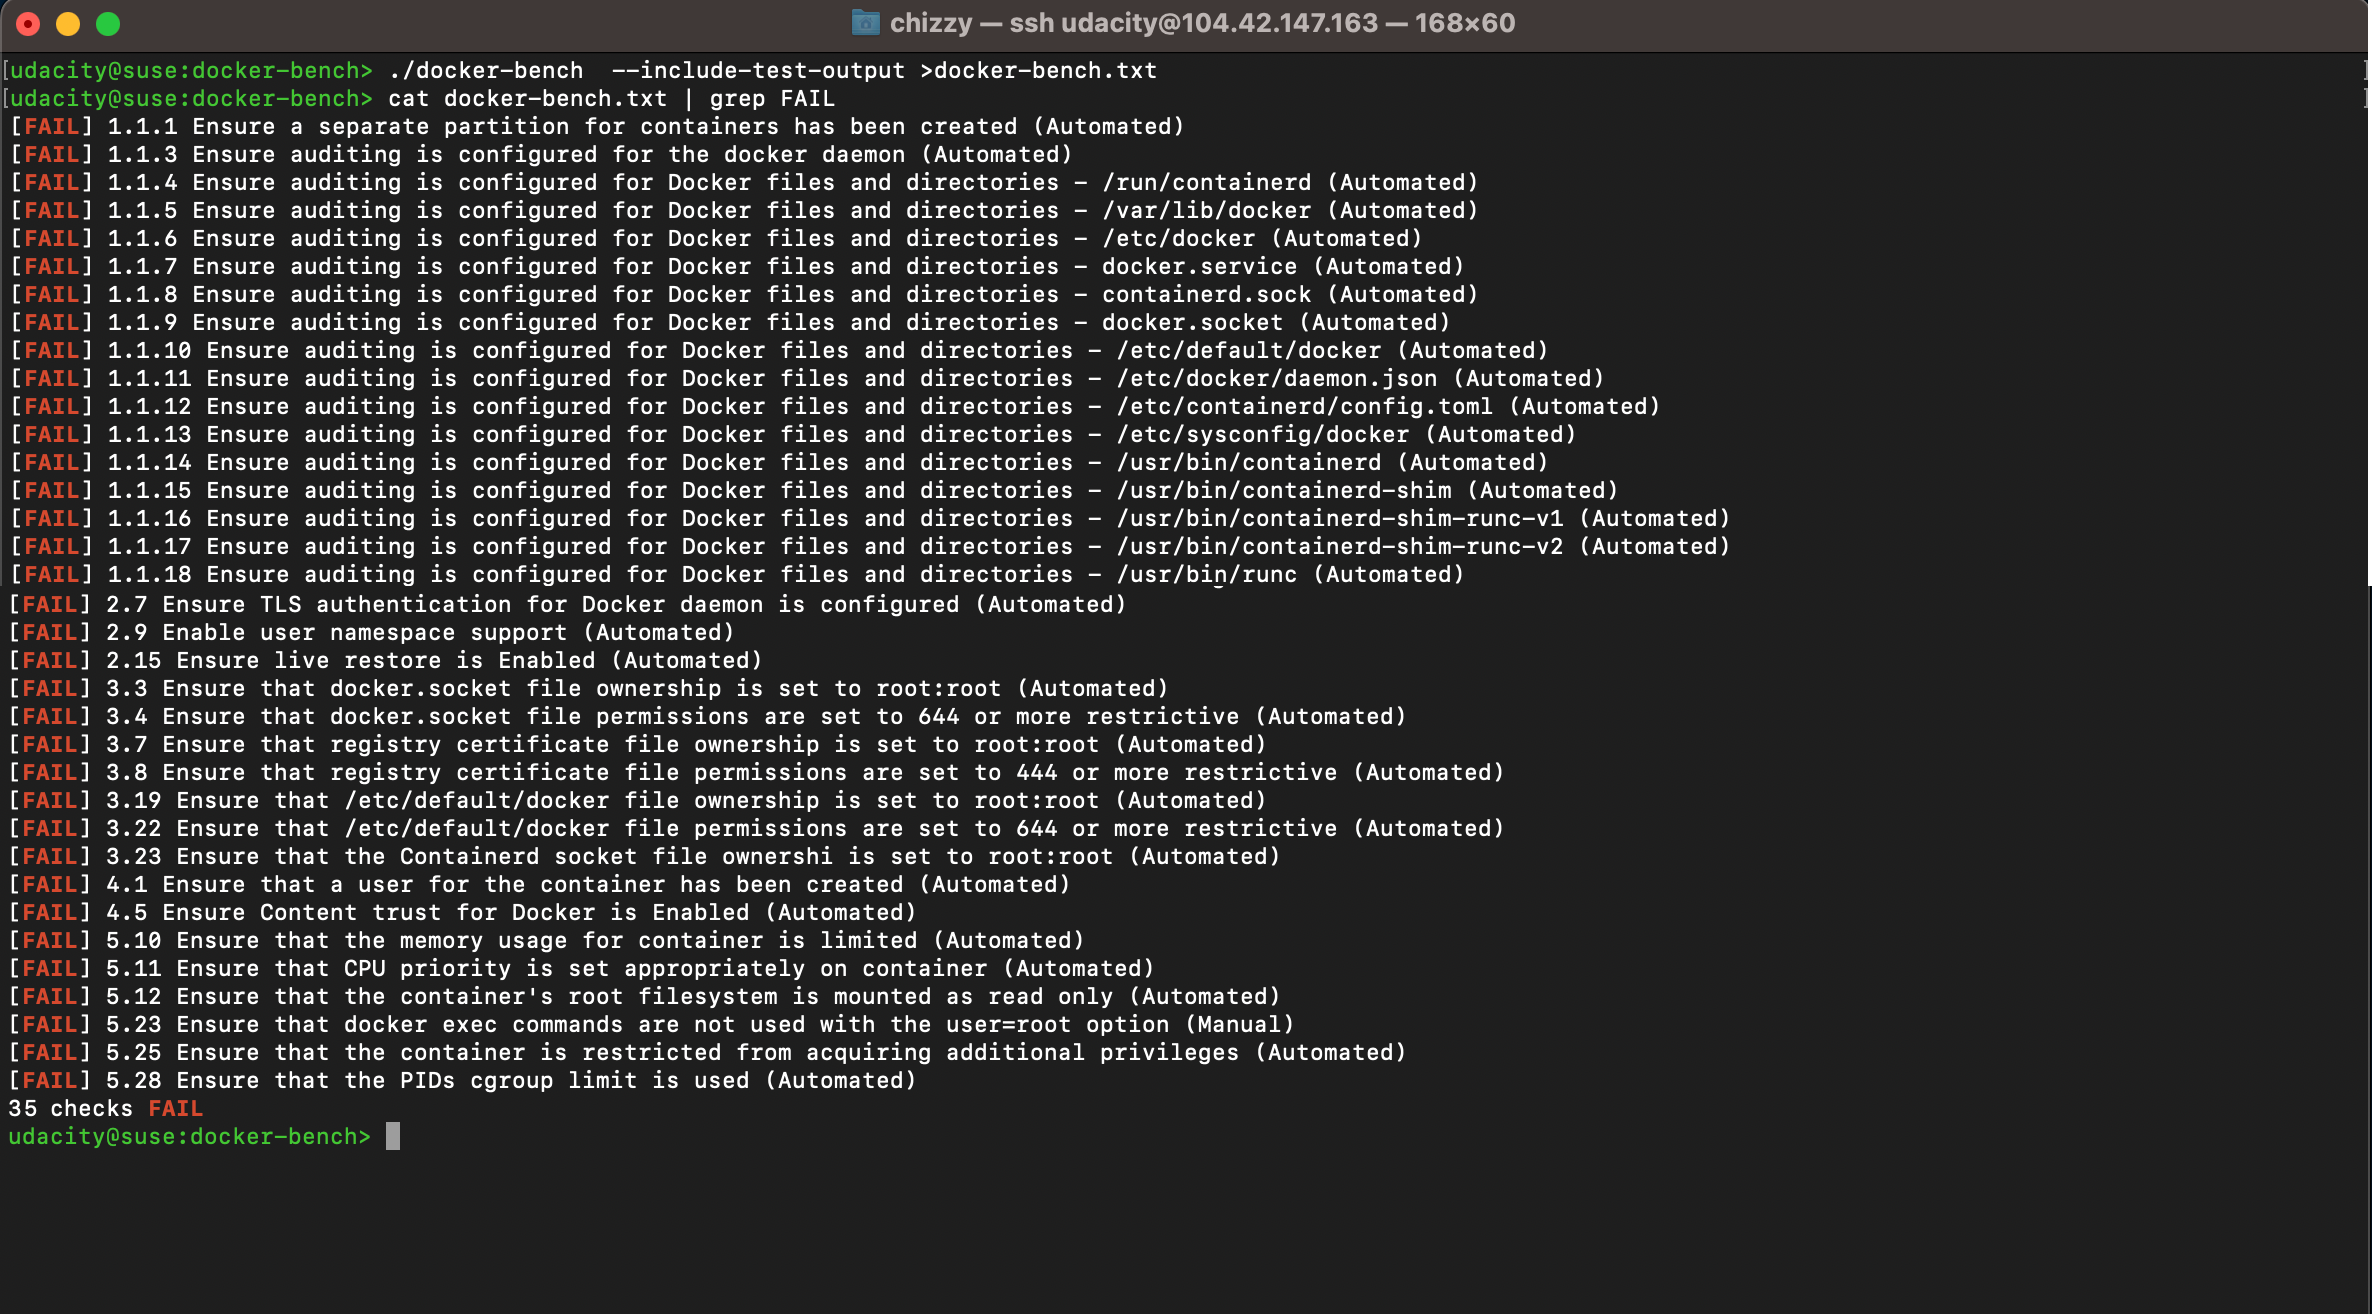 chizzy — ssh udacity@104.42.147.163 — 168×60
[udacity@suse:docker-bench> ./docker-bench  --include-test-output >docker-bench.txt ]
[udacity@suse:docker-bench> cat docker-bench.txt | grep FAIL ]
[FAIL] 1.1.1 Ensure a separate partition for containers has been created (Automated)
[FAIL] 1.1.3 Ensure auditing is configured for the docker daemon (Automated)
[FAIL] 1.1.4 Ensure auditing is configured for Docker files and directories - /run/containerd (Automated)
[FAIL] 1.1.5 Ensure auditing is configured for Docker files and directories - /var/lib/docker (Automated)
[FAIL] 1.1.6 Ensure auditing is configured for Docker files and directories - /etc/docker (Automated)
[FAIL] 1.1.7 Ensure auditing is configured for Docker files and directories - docker.service (Automated)
[FAIL] 1.1.8 Ensure auditing is configured for Docker files and directories - containerd.sock (Automated)
[FAIL] 1.1.9 Ensure auditing is configured for Docker files and directories - docker.socket (Automated)
[FAIL] 1.1.10 Ensure auditing is configured for Docker files and directories - /etc/default/docker (Automated)
[FAIL] 1.1.11 Ensure auditing is configured for Docker files and directories - /etc/docker/daemon.json (Automated)
[FAIL] 1.1.12 Ensure auditing is configured for Docker files and directories - /etc/containerd/config.toml (Automated)
[FAIL] 1.1.13 Ensure auditing is configured for Docker files and directories - /etc/sysconfig/docker (Automated)
[FAIL] 1.1.14 Ensure auditing is configured for Docker files and directories - /usr/bin/containerd (Automated)
[FAIL] 1.1.15 Ensure auditing is configured for Docker files and directories - /usr/bin/containerd-shim (Automated)
[FAIL] 1.1.16 Ensure auditing is configured for Docker files and directories - /usr/bin/containerd-shim-runc-v1 (Automated)
[FAIL] 1.1.17 Ensure auditing is configured for Docker files and directories - /usr/bin/containerd-shim-runc-v2 (Automated)
[FAIL] 1.1.18 Ensure auditing is configured for Docker files and directories - /usr/bin/runc (Automated)
[FAIL] 2.7 Ensure TLS authentication for Docker daemon is configured (Automated)
[FAIL] 2.9 Enable user namespace support (Automated)
[FAIL] 2.15 Ensure live restore is Enabled (Automated)
[FAIL] 3.3 Ensure that docker.socket file ownership is set to root:root (Automated)
[FAIL] 3.4 Ensure that docker.socket file permissions are set to 644 or more restrictive (Automated)
[FAIL] 3.7 Ensure that registry certificate file ownership is set to root:root (Automated)
[FAIL] 3.8 Ensure that registry certificate file permissions are set to 444 or more restrictive (Automated)
[FAIL] 3.19 Ensure that /etc/default/docker file ownership is set to root:root (Automated)
[FAIL] 3.22 Ensure that /etc/default/docker file permissions are set to 644 or more restrictive (Automated)
[FAIL] 3.23 Ensure that the Containerd socket file ownershi is set to root:root (Automated)
[FAIL] 4.1 Ensure that a user for the container has been created (Automated)
[FAIL] 4.5 Ensure Content trust for Docker is Enabled (Automated)
[FAIL] 5.10 Ensure that the memory usage for container is limited (Automated)
[FAIL] 5.11 Ensure that CPU priority is set appropriately on container (Automated)
[FAIL] 5.12 Ensure that the container's root filesystem is mounted as read only (Automated)
[FAIL] 5.23 Ensure that docker exec commands are not used with the user=root option (Manual)
[FAIL] 5.25 Ensure that the container is restricted from acquiring additional privileges (Automated)
[FAIL] 5.28 Ensure that the PIDs cgroup limit is used (Automated)
35 checks FAIL
udacity@suse:docker-bench>